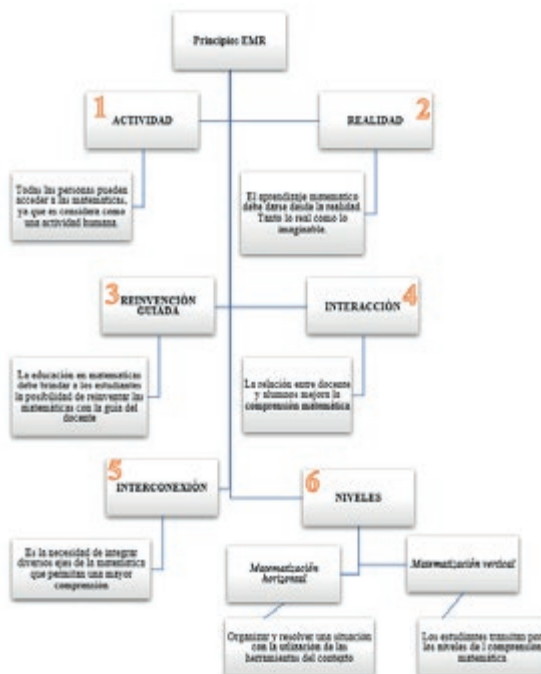 Principios EMR
1
ACTIVIDAD
2
REALIDAD
Todas las personas pueden
acceder a las matemáticas,
ya que es considera como
una actividad humana.
El aprendizaje matemático
debe darse desde la realidad.
Tanto lo real como lo
imaginable.
3
REINVENCIÓN
GUIADA
4
INTERACCIÓN
La educación en matemáticas
debe brindar a los estudiantes
la posibilidad de reinventar las
matemáticas con la guía del
docente
La relación entre docente
y alumnos mejora la
comprensión matemática
5
INTERCONEXIÓN
6
NIVELES
Es la necesidad de integrar
diversos ejes de la matemática
que permitan una mayor
comprensión
Matematización
horizontal
Matematización vertical
Organizar y resolver una situación
con la utilización de las
herramientas del contexto
Los estudiantes transitan por
los niveles de l comprensión
matemática